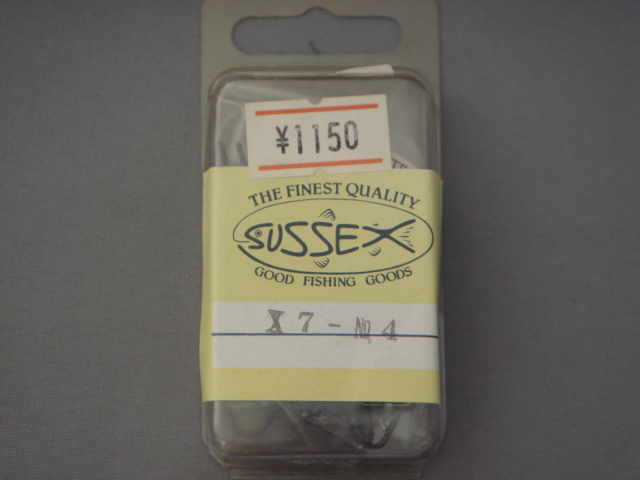 ¥1150
THE FINEST QUALITY
SUSSEX
GOOD FISHING GOODS
X7-№4